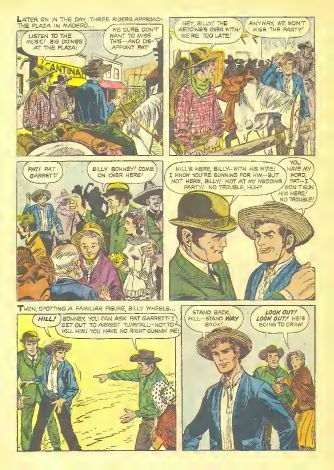 LATER ON IN THE DAY, THREE RIDERS APPROACH
THE PLAZA IN MADERO...
LISTEN TO THE
MUSIC! BIG DOINGS
AT THE PLAZA!
WE SURE DON'T
WANT TO MISS
THIS--AND DIS-
APPOINT PAT!
CANTINA
HEY, BILLY! THE
WEDDING'S OVER WITH!
WE'RE TOO LATE!
ANYWAY, WE WON'T
MISS THE PARTY!
PAT! PAT
GARRETT!
BILLY BONNEY! COME
ON OVER HERE!
HILL'S HERE, BILLY--WITH HIS WIFE;
I KNOW YOU'RE GUNNING FOR HIM--BUT
NOT HERE, BILLY! NOT AT MY WEDDING
PARTY! NO TROUBLE, HUH?
YOU
HAVE MY
WORD,
PAT--I
WON'T GUN
HIM HERE!
NO TROUBLE!
THEN, SPOTTING A FAMILIAR FIGURE, BILLY WHEELS...
HILL!
BONNEY, YOU CAN ASK PAT GARRETT! I
SET OUT TO ARREST TUNSTALL--NOT TO
KILL HIM! YOU HAVE NO RIGHT GUNNIN' ME!
STAND BACK,
HILL--STAND WAY
BACK!
LOOK OUT!
LOOK OUT! HE'S
GOING TO DRAW!